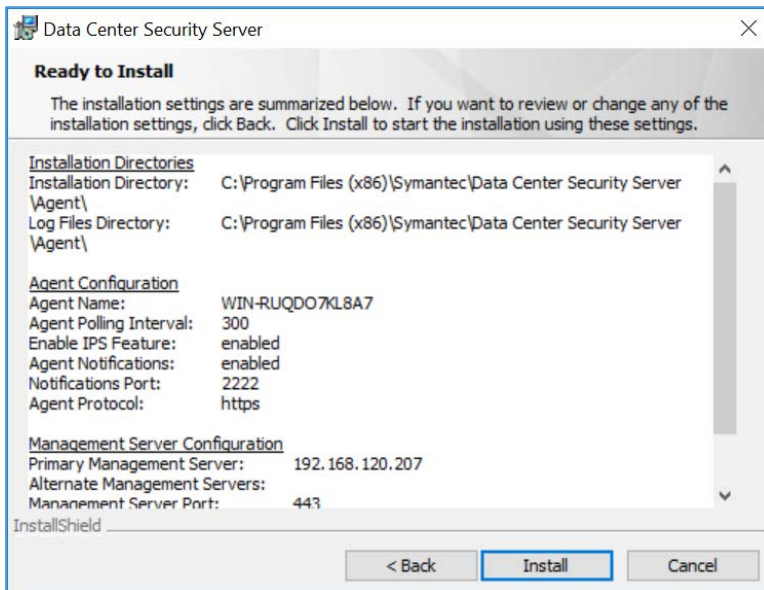 Data Center Security Server
Ready to Install
The installation settings are summarized below. If you want to review or change any of the
installation settings, click Back. Click Install to start the installation using these settings.
Installation Directories
Installation Directory: C:\Program Files (x86)\Symantec\Data Center Security Server
\Agent\
Log Files Directory: C:\Program Files (x86)\Symantec\Data Center Security Server
\Agent\
Agent Configuration
Agent Name: WIN-RUQDO7KL8A7
Agent Polling Interval: 300
Enable IPS Feature: enabled
Agent Notifications: enabled
Notifications Port: 2222
Agent Protocol: https
Management Server Configuration
Primary Management Server: 192.168.120.207
Alternate Management Servers:
Management Server Port: 443
InstallShield
< Back Install Cancel